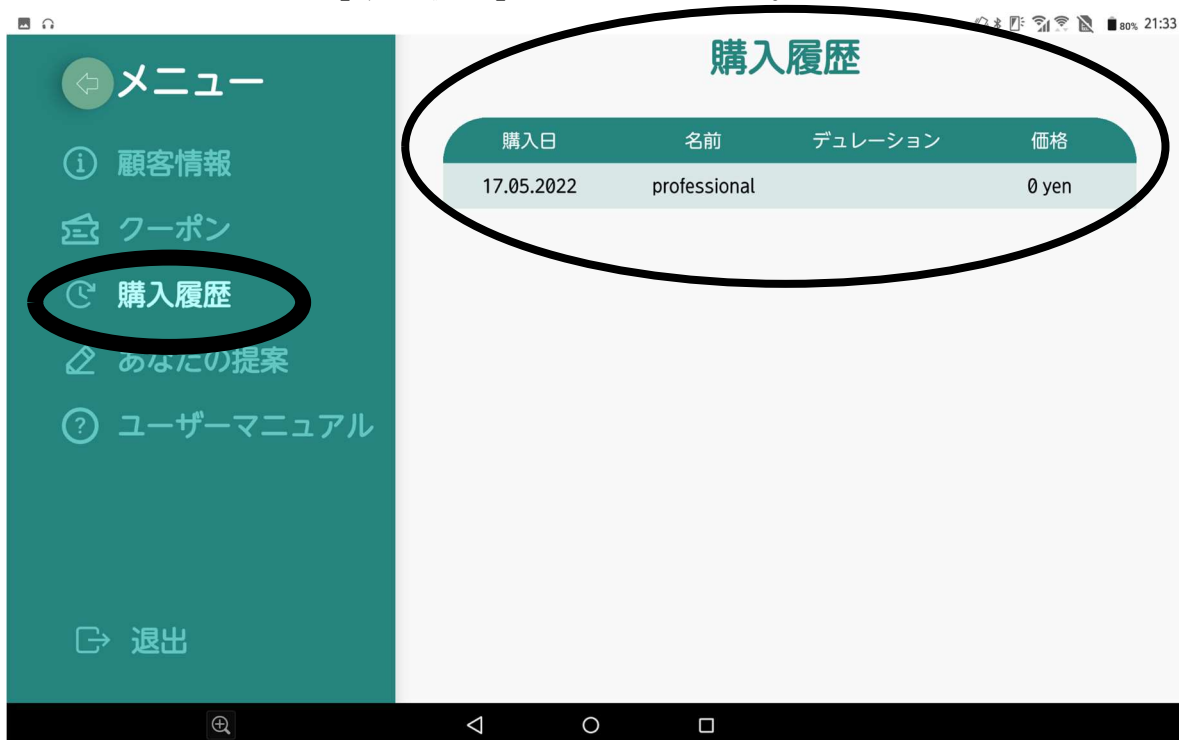 80% 21:33
メニュー
顧客情報
クーポン
購入履歴
あなたの提案
ユーザーマニュアル
退出
購入履歴
購入日 名前 デュレーション 価格
17.05.2022 professional 0 yen